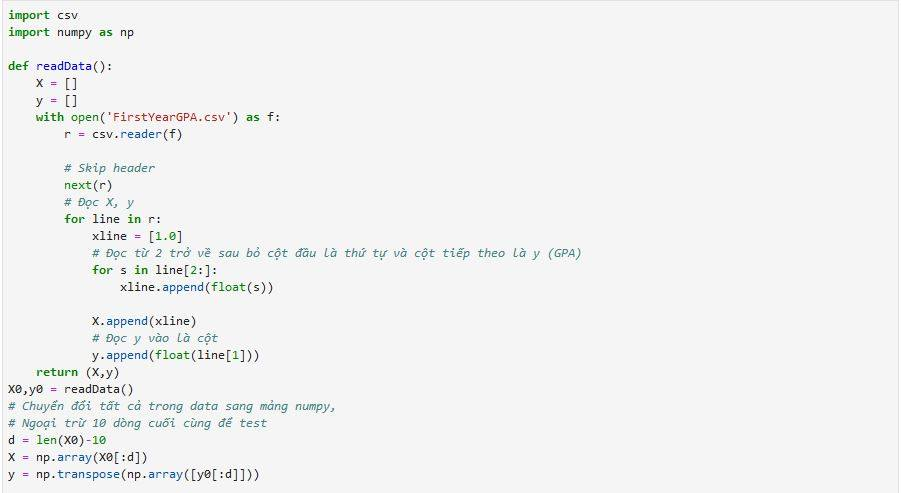 import csv
import numpy as np

def readData():
    X = []
    y = []
    with open('FirstYearGPA.csv') as f:
        r = csv.reader(f)

        # Skip header
        next(r)
        # Đọc X, y
        for line in r:
            xline = [1.0]
            # Đọc từ 2 trở về sau bỏ cột đầu là thứ tự và cột tiếp theo là y (GPA)
            for s in line[2:]:
                xline.append(float(s))

            X.append(xline)
            # Đọc y vào là cột
            y.append(float(line[1]))
    return (X,y)
X0,y0 = readData()
# Chuyển đổi tất cả trong data sang mảng numpy,
# Ngoại trừ 10 dòng cuối cùng để test
d = len(X0)-10
X = np.array(X0[:d])
y = np.transpose(np.array([y0[:d]]))